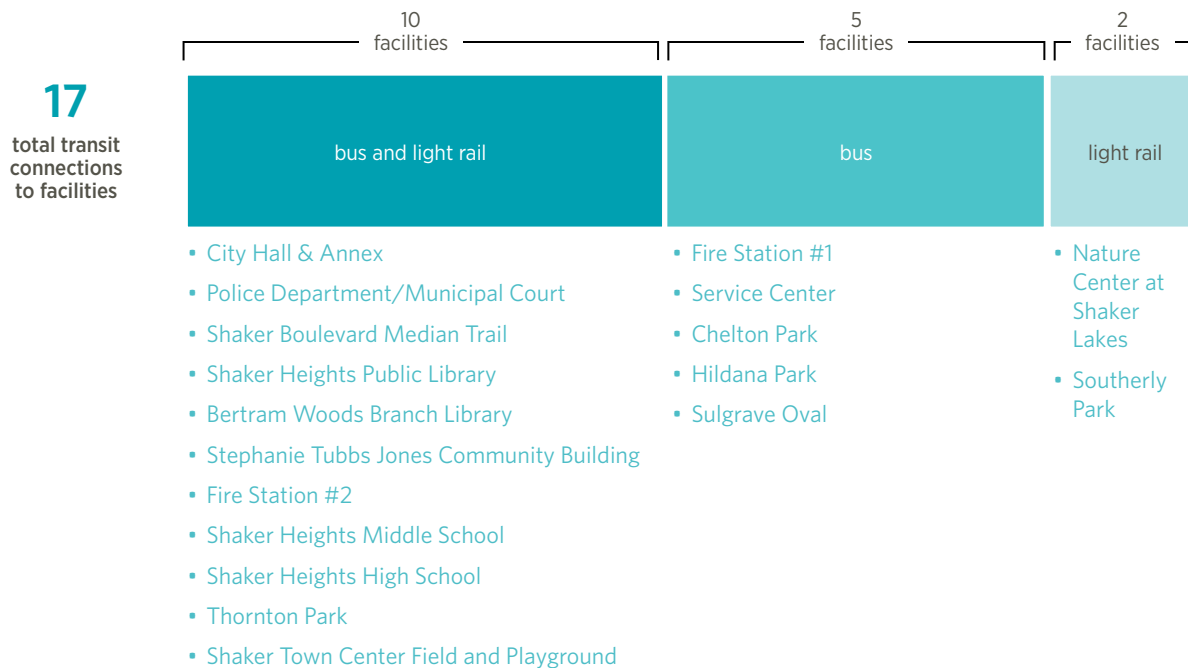 10
facilities
5
facilities
2
facilities
17
total transit
connections
to facilities
bus and light rail
bus
light rail
• City Hall & Annex
• Police Department/Municipal Court
• Shaker Boulevard Median Trail
• Shaker Heights Public Library
• Bertram Woods Branch Library
• Stephanie Tubbs Jones Community Building
• Fire Station #2
• Shaker Heights Middle School
• Shaker Heights High School
• Thornton Park
• Shaker Town Center Field and Playground
• Fire Station #1
• Service Center
• Chelton Park
• Hildana Park
• Sulgrave Oval
• Nature
Center at
Shaker
Lakes
• Southerly
Park